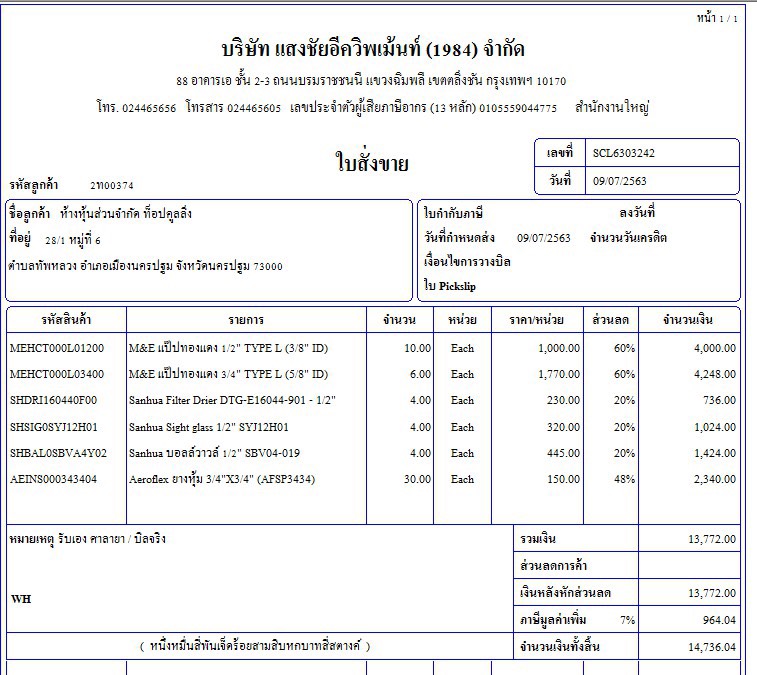 หน้า 1 / 1
บริษัท แสงชัยอีควิพเม้นท์ (1984) จำกัด
88 อาคารเอ ชั้น 2-3 ถนนบรมราชชนนี แขวงฉิมพลี เขตตลิ่งชัน กรุงเทพฯ 10170
โทร. 024465656 โทรสาร 024465605 เลขประจำตัวผู้เสียภาษีอากร (13 หลัก) 0105559044775 สำนักงานใหญ่
ใบสั่งขาย
เลขที่ SCL6303242
วันที่ 09/07/2563
รหัสลูกค้า 2ท00374
ชื่อลูกค้า ห้างหุ้นส่วนจำกัด ท็อปคูลลิ่ง
ที่อยู่ 28/1 หมู่ที่ 6
ตำบลทัพหลวง อำเภอเมืองนครปฐม จังหวัดนครปฐม 73000
ใบกำกับภาษี ลงวันที่
วันที่กำหนดส่ง 09/07/2563 จำนวนวันเครดิต
เงื่อนไขการวางบิล
ใบ Pickslip
รหัสสินค้า รายการ จำนวน หน่วย ราคา/หน่วย ส่วนลด จำนวนเงิน
MEHCT000L01200 M&E แป๊ปทองแดง 1/2" TYPE L (3/8" ID) 10.00 Each 1,000.00 60% 4,000.00
MEHCT000L03400 M&E แป๊ปทองแดง 3/4" TYPE L (5/8" ID) 6.00 Each 1,770.00 60% 4,248.00
SHDRI160440F00 Sanhua Filter Drier DTG-E16044-901 - 1/2" 4.00 Each 230.00 20% 736.00
SHSIG0SYJ12H01 Sanhua Sight glass 1/2" SYJ12H01 4.00 Each 320.00 20% 1,024.00
SHBAL0SBVA4Y02 Sanhua บอลล์วาวล์ 1/2" SBV04-019 4.00 Each 445.00 20% 1,424.00
AEINS000343404 Aeroflex ยางหุ้ม 3/4"X3/4" (AFSP3434) 30.00 Each 150.00 48% 2,340.00
หมายเหตุ รับเอง ศาลายา / บิลจริง
WH
รวมเงิน 13,772.00
ส่วนลดการค้า
เงินหลังหักส่วนลด 13,772.00
ภาษีมูลค่าเพิ่ม 7% 964.04
( หนึ่งหมื่นสี่พันเจ็ดร้อยสามสิบหกบาทสี่สตางค์ ) จำนวนเงินทั้งสิ้น 14,736.04